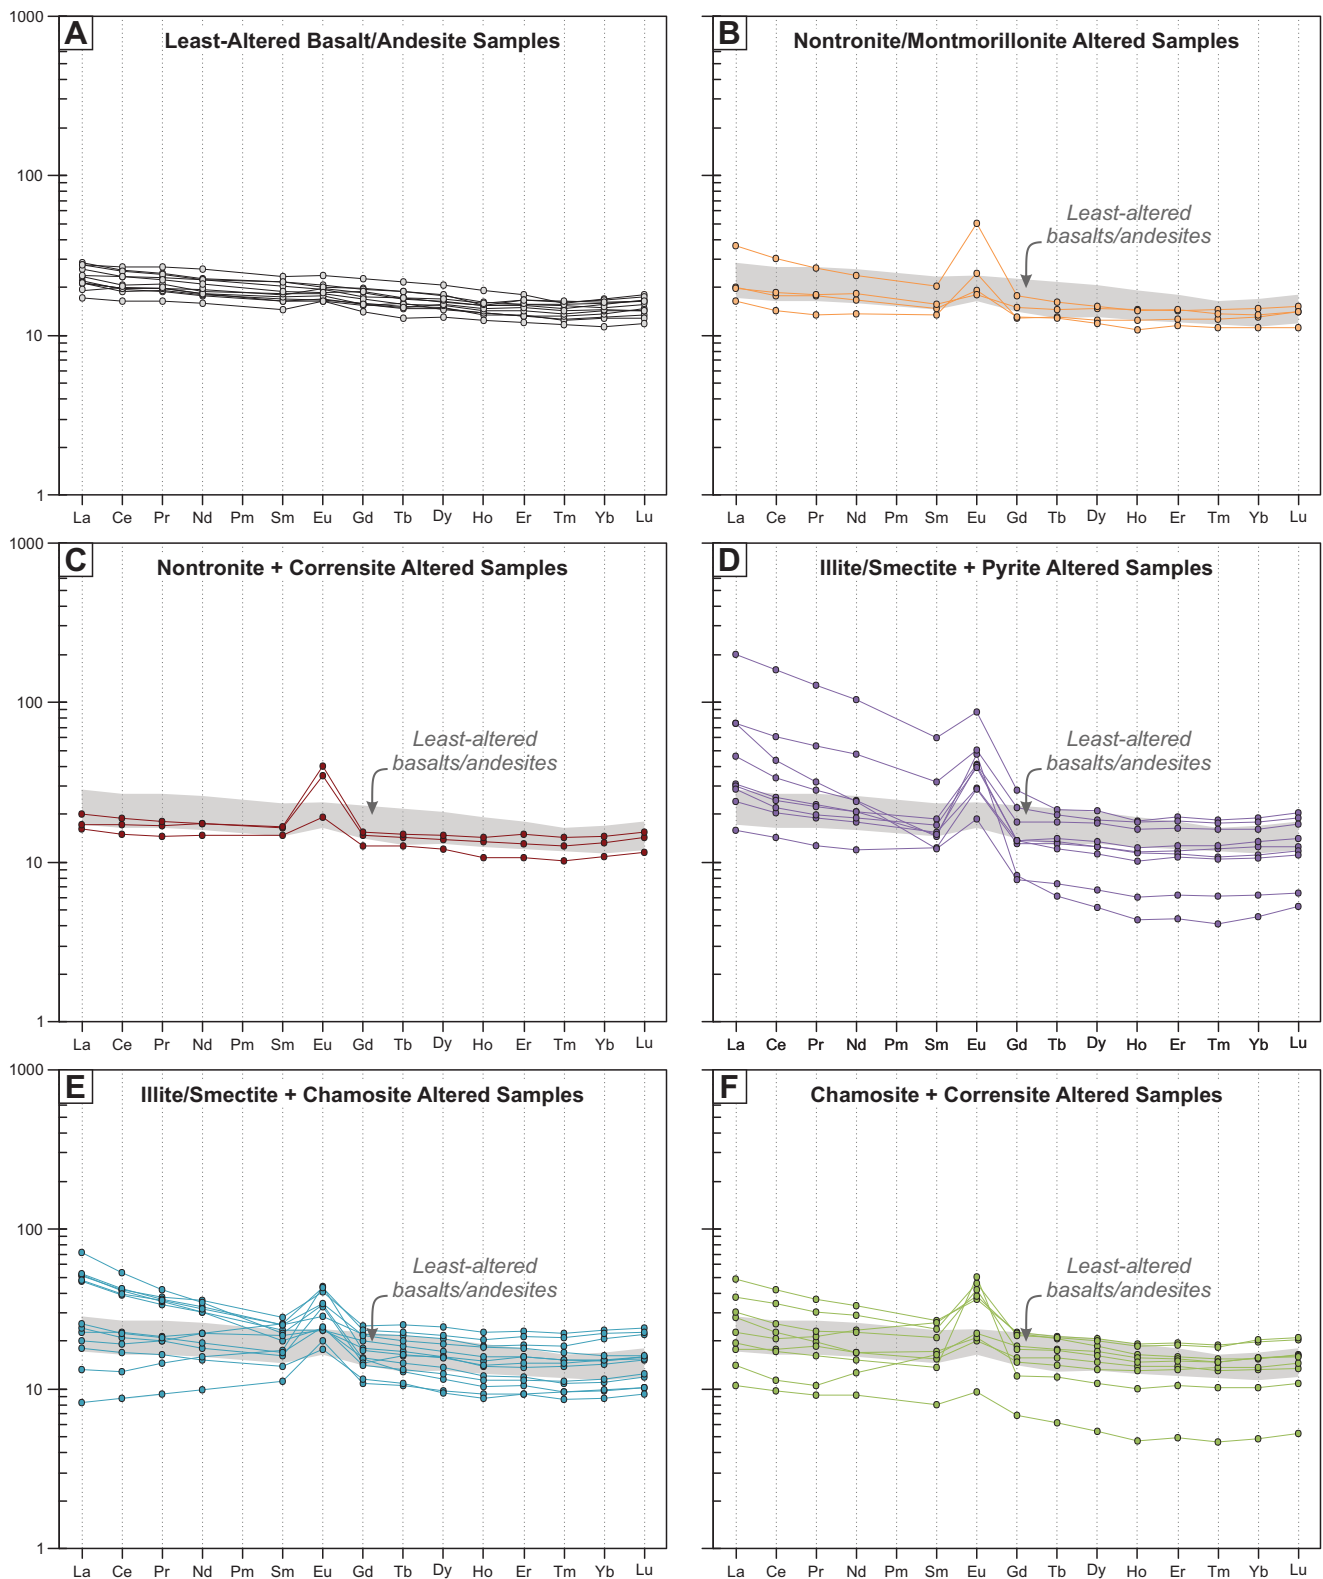 A
Least-Altered Basalt/Andesite Samples
1000
100
10
1
La Ce Pr Nd Pm Sm Eu Gd Tb Dy Ho Er Tm Yb Lu
B
Nontronite/Montmorillonite Altered Samples
Least-altered
basalts/andesites
La Ce Pr Nd Pm Sm Eu Gd Tb Dy Ho Er Tm Yb Lu
C
Nontronite + Corrensite Altered Samples
1000
100
10
1
Least-altered
basalts/andesites
La Ce Pr Nd Pm Sm Eu Gd Tb Dy Ho Er Tm Yb Lu
D
Illite/Smectite + Pyrite Altered Samples
Least-altered
basalts/andesites
La Ce Pr Nd Pm Sm Eu Gd Tb Dy Ho Er Tm Yb Lu
E
Illite/Smectite + Chamosite Altered Samples
1000
100
10
1
Least-altered
basalts/andesites
La Ce Pr Nd Pm Sm Eu Gd Tb Dy Ho Er Tm Yb Lu
F
Chamosite + Corrensite Altered Samples
Least-altered
basalts/andesites
La Ce Pr Nd Pm Sm Eu Gd Tb Dy Ho Er Tm Yb Lu